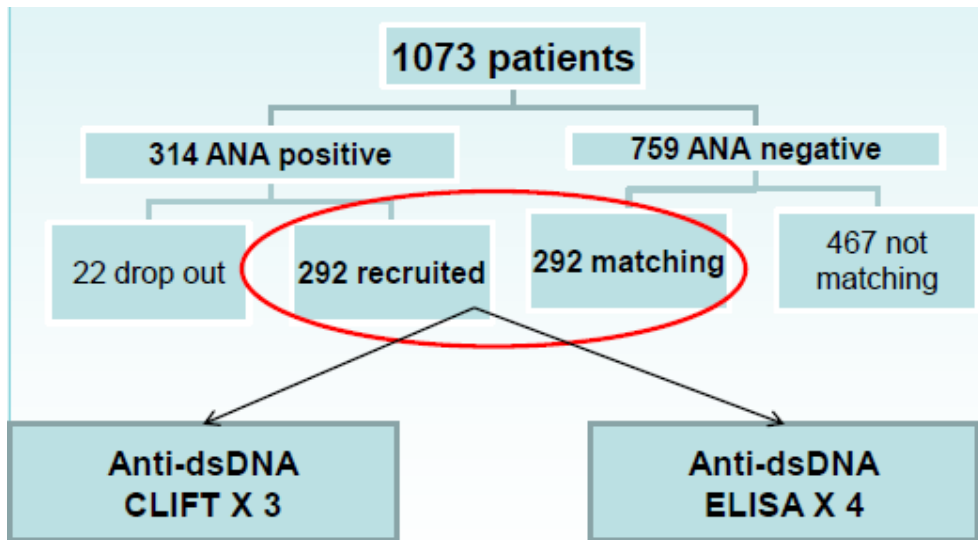 1073 patients
314 ANA positive
759 ANA negative
22 drop out
292 recruited
292 matching
467 not
matching
Anti-dsDNA
CLIFT X 3
Anti-dsDNA
ELISA X 4